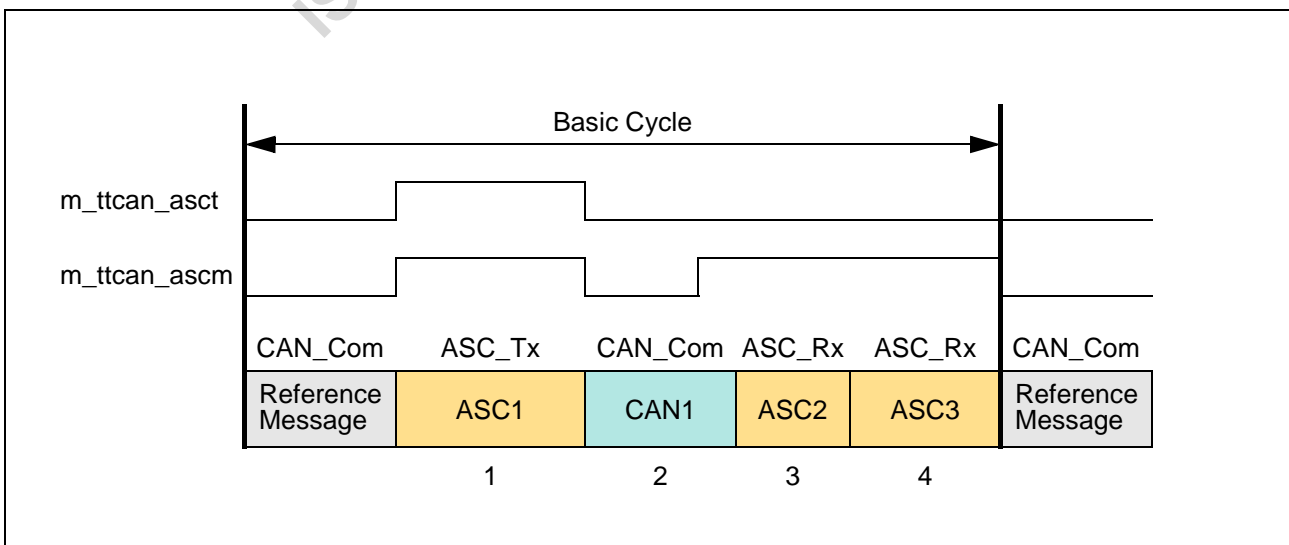 Basic Cycle
m_ttcan_asct
m_ttcan_ascm
CAN_Com ASC_Tx CAN_Com ASC_Rx ASC_Rx CAN_Com
Reference Message ASC1 CAN1 ASC2 ASC3 Reference Message
1 2 3 4